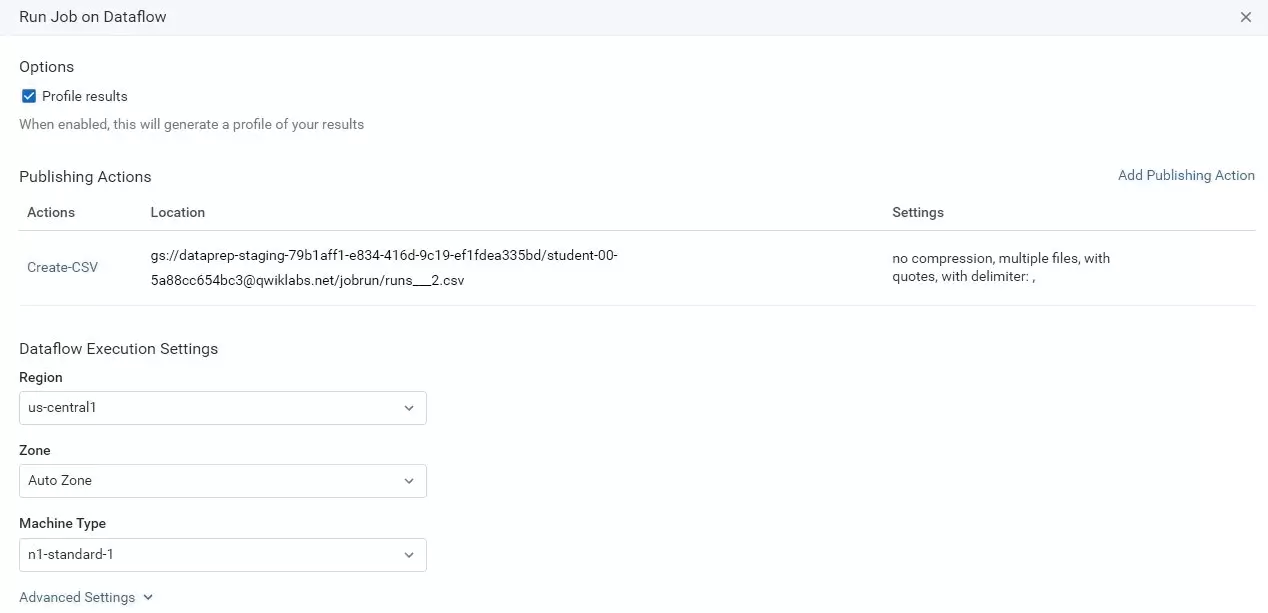 Run Job on Dataflow
Options
Profile results
When enabled, this will generate a profile of your results
Publishing Actions
Add Publishing Action
Actions
Location
Settings
Create-CSV
gs://dataprep-staging-79b1aff1-e834-416d-9c19-ef1fdea335bd/student-00-
5a88cc654bc3@qwiklabs.net/jobrun/runs___2.csv
no compression, multiple files, with
quotes, with delimiter: ,
Dataflow Execution Settings
Region
us-central1
Zone
Auto Zone
Machine Type
n1-standard-1
Advanced Settings